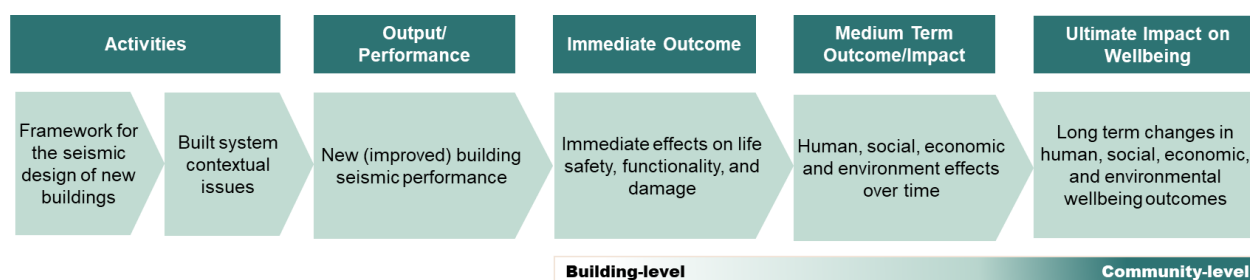 Activities
Output/
Performance
Immediate Outcome
Medium Term
Outcome/Impact
Ultimate Impact on
Wellbeing
Framework for
the seismic
design of new
buildings
Built system
contextual
issues
New (improved) building
seismic performance
Immediate effects on life
safety, functionality, and
damage
Human, social, economic
and environment effects
over time
Long term changes in
human, social, economic,
and environmental
wellbeing outcomes
Building-level
Community-level